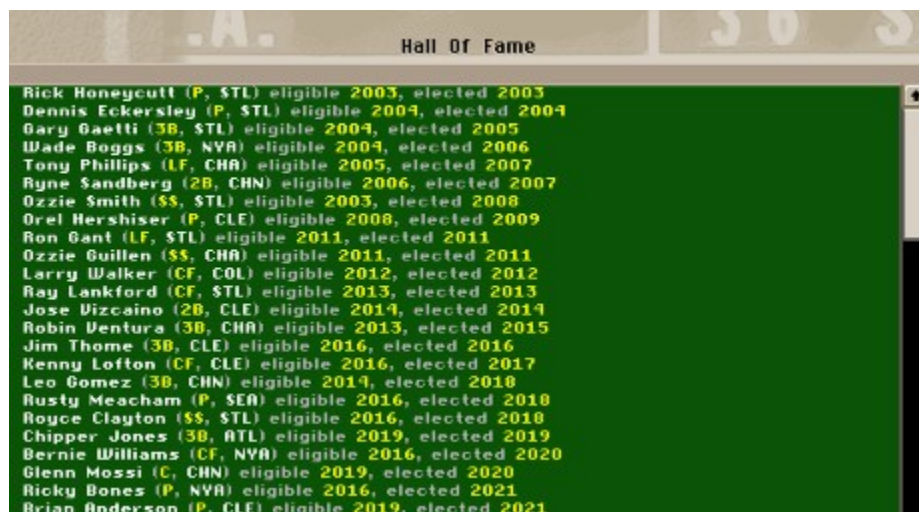 .A.
36 S
Hall Of Fame
Rick Honeycutt (P, STL) eligible 2003, elected 2003
Dennis Eckersley (P, STL) eligible 2004, elected 2004
Gary Gaetti (3B, STL) eligible 2004, elected 2005
Wade Boggs (3B, NYA) eligible 2004, elected 2006
Tony Phillips (LF, CHA) eligible 2005, elected 2007
Ryne Sandberg (2B, CHN) eligible 2006, elected 2007
Ozzie Smith (SS, STL) eligible 2003, elected 2008
Orel Hershiser (P, CLE) eligible 2008, elected 2009
Ron Gant (LF, STL) eligible 2011, elected 2011
Ozzie Guillen (SS, CHA) eligible 2011, elected 2011
Larry Walker (CF, COL) eligible 2012, elected 2012
Ray Lankford (CF, STL) eligible 2013, elected 2013
Jose Vizcaino (2B, CLE) eligible 2014, elected 2014
Robin Ventura (3B, CHA) eligible 2013, elected 2015
Jim Thome (3B, CLE) eligible 2016, elected 2016
Kenny Lofton (CF, CLE) eligible 2016, elected 2017
Leo Gomez (3B, CHN) eligible 2014, elected 2018
Rusty Meacham (P, SEA) eligible 2016, elected 2018
Royce Clayton (SS, STL) eligible 2016, elected 2018
Chipper Jones (3B, ATL) eligible 2019, elected 2019
Bernie Williams (CF, NYA) eligible 2016, elected 2020
Glenn Mossi (C, CHN) eligible 2019, elected 2020
Ricky Bones (P, NYA) eligible 2016, elected 2021
Brian Anderson (P, CLE) eligible 2019, elected 2021